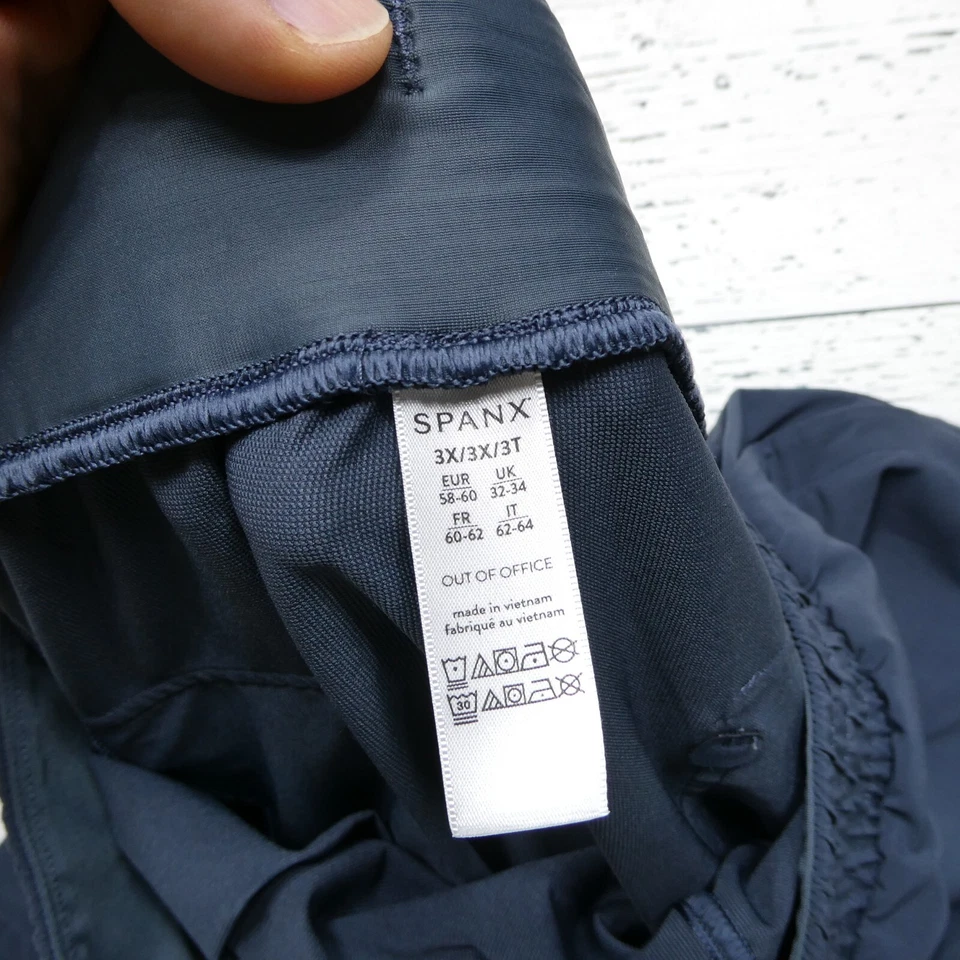 SPANX
3X/3X/3T
EUR UK
58-60 32-34
FR IT
60-62 62-64
OUT OF OFFICE
made in vietnam
fabriqué au vietnam
30